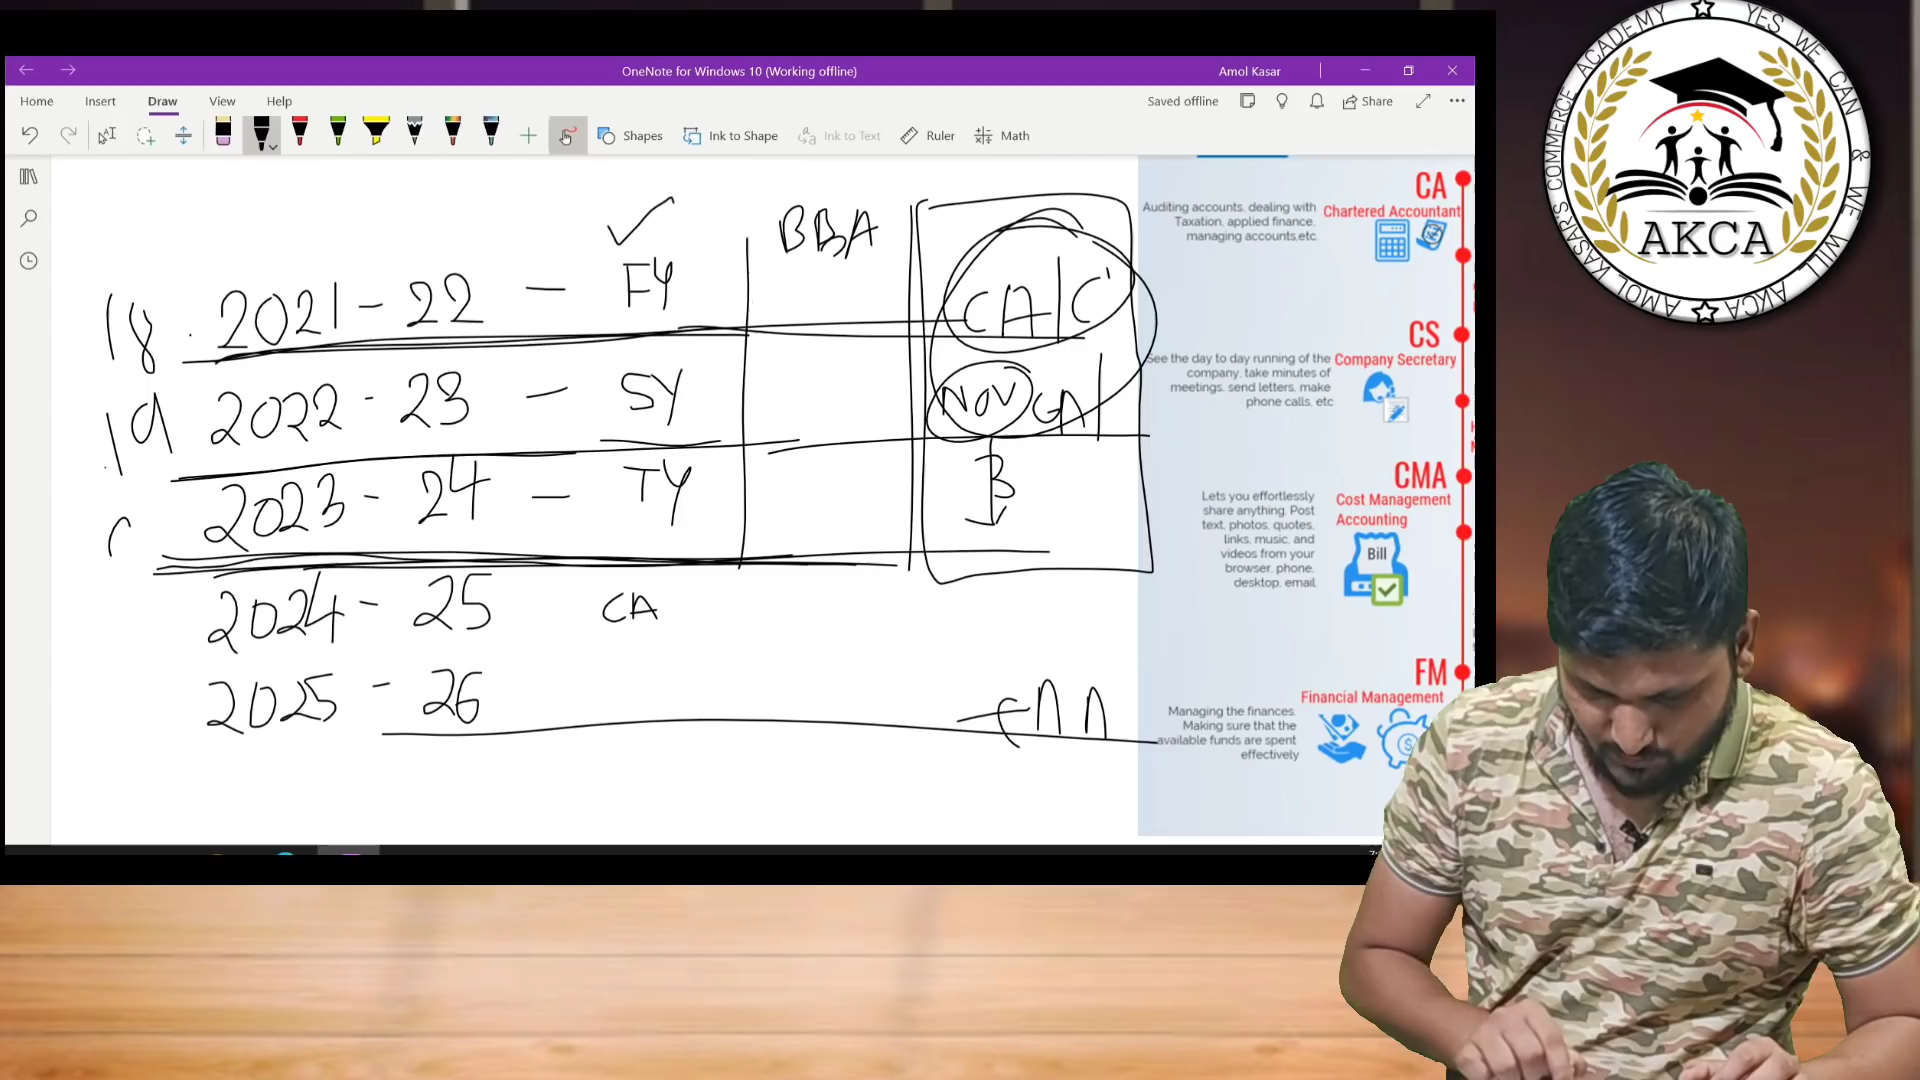 OneNote for Windows 10 (Working offline)
Amol Kasar
Home Insert Draw View Help
Saved offline
Share
Shapes
Ink to Shape
Ink to Text
Ruler
Math
BBA
18 2021-22 - FY CA C
19 2022-23 - SY NOV CA
2023-24 - TY B
2024-25 CA
2025-26
CA
Chartered Accountant
Auditing accounts, dealing with
Taxation, applied finance,
managing accounts,etc.
CS
Company Secretary
See the day to day running of the
company, take minutes of
meetings, send letters, make
phone calls, etc
CMA
Cost Management
Accounting
Lets you effortlessly
share anything. Post
text, photos, quotes,
links, music, and
videos from your
browser, phone,
desktop, email.
Bill
FM
Financial Management
Managing the finances.
Making sure that the
available funds are spent
effectively
AMOL KASAR'S COMMERCE ACADEMY
YES WE CAN & WE WILL
AKCA
AKCA